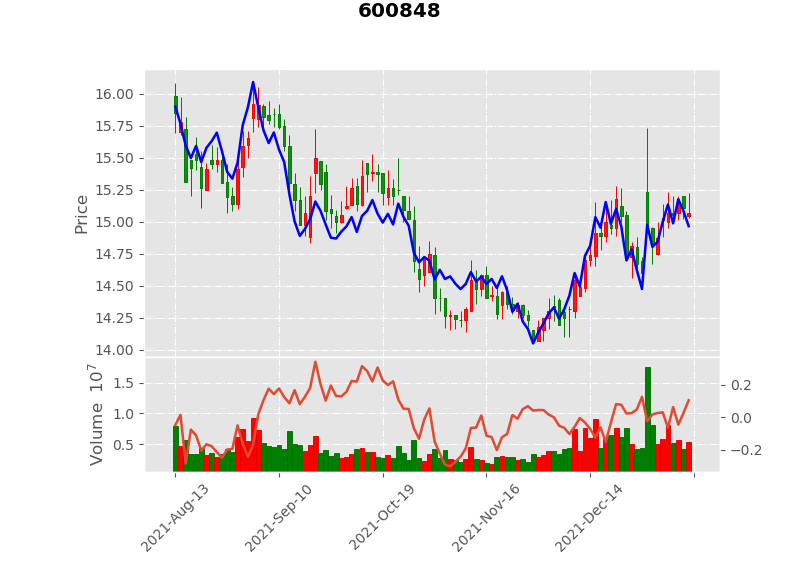 600848
16.00
15.75
15.50
15.25
15.00
14.75
14.50
14.25
14.00
Price
1.5
1.0
0.5
Volume 10^7
0.2
0.0
−0.2
2021-Aug-13
2021-Sep-10
2021-Oct-19
2021-Nov-16
2021-Dec-14